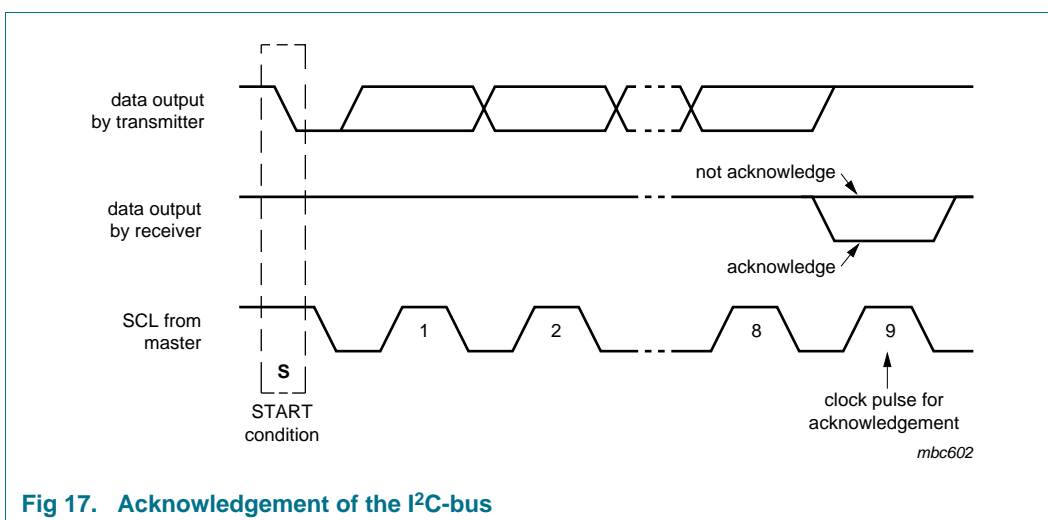 data output
by transmitter
not acknowledge
data output
by receiver
acknowledge
SCL from
master
1
2
8
9
S
START
condition
clock pulse for
acknowledgement
mbc602
Fig 17. Acknowledgement of the I²C-bus